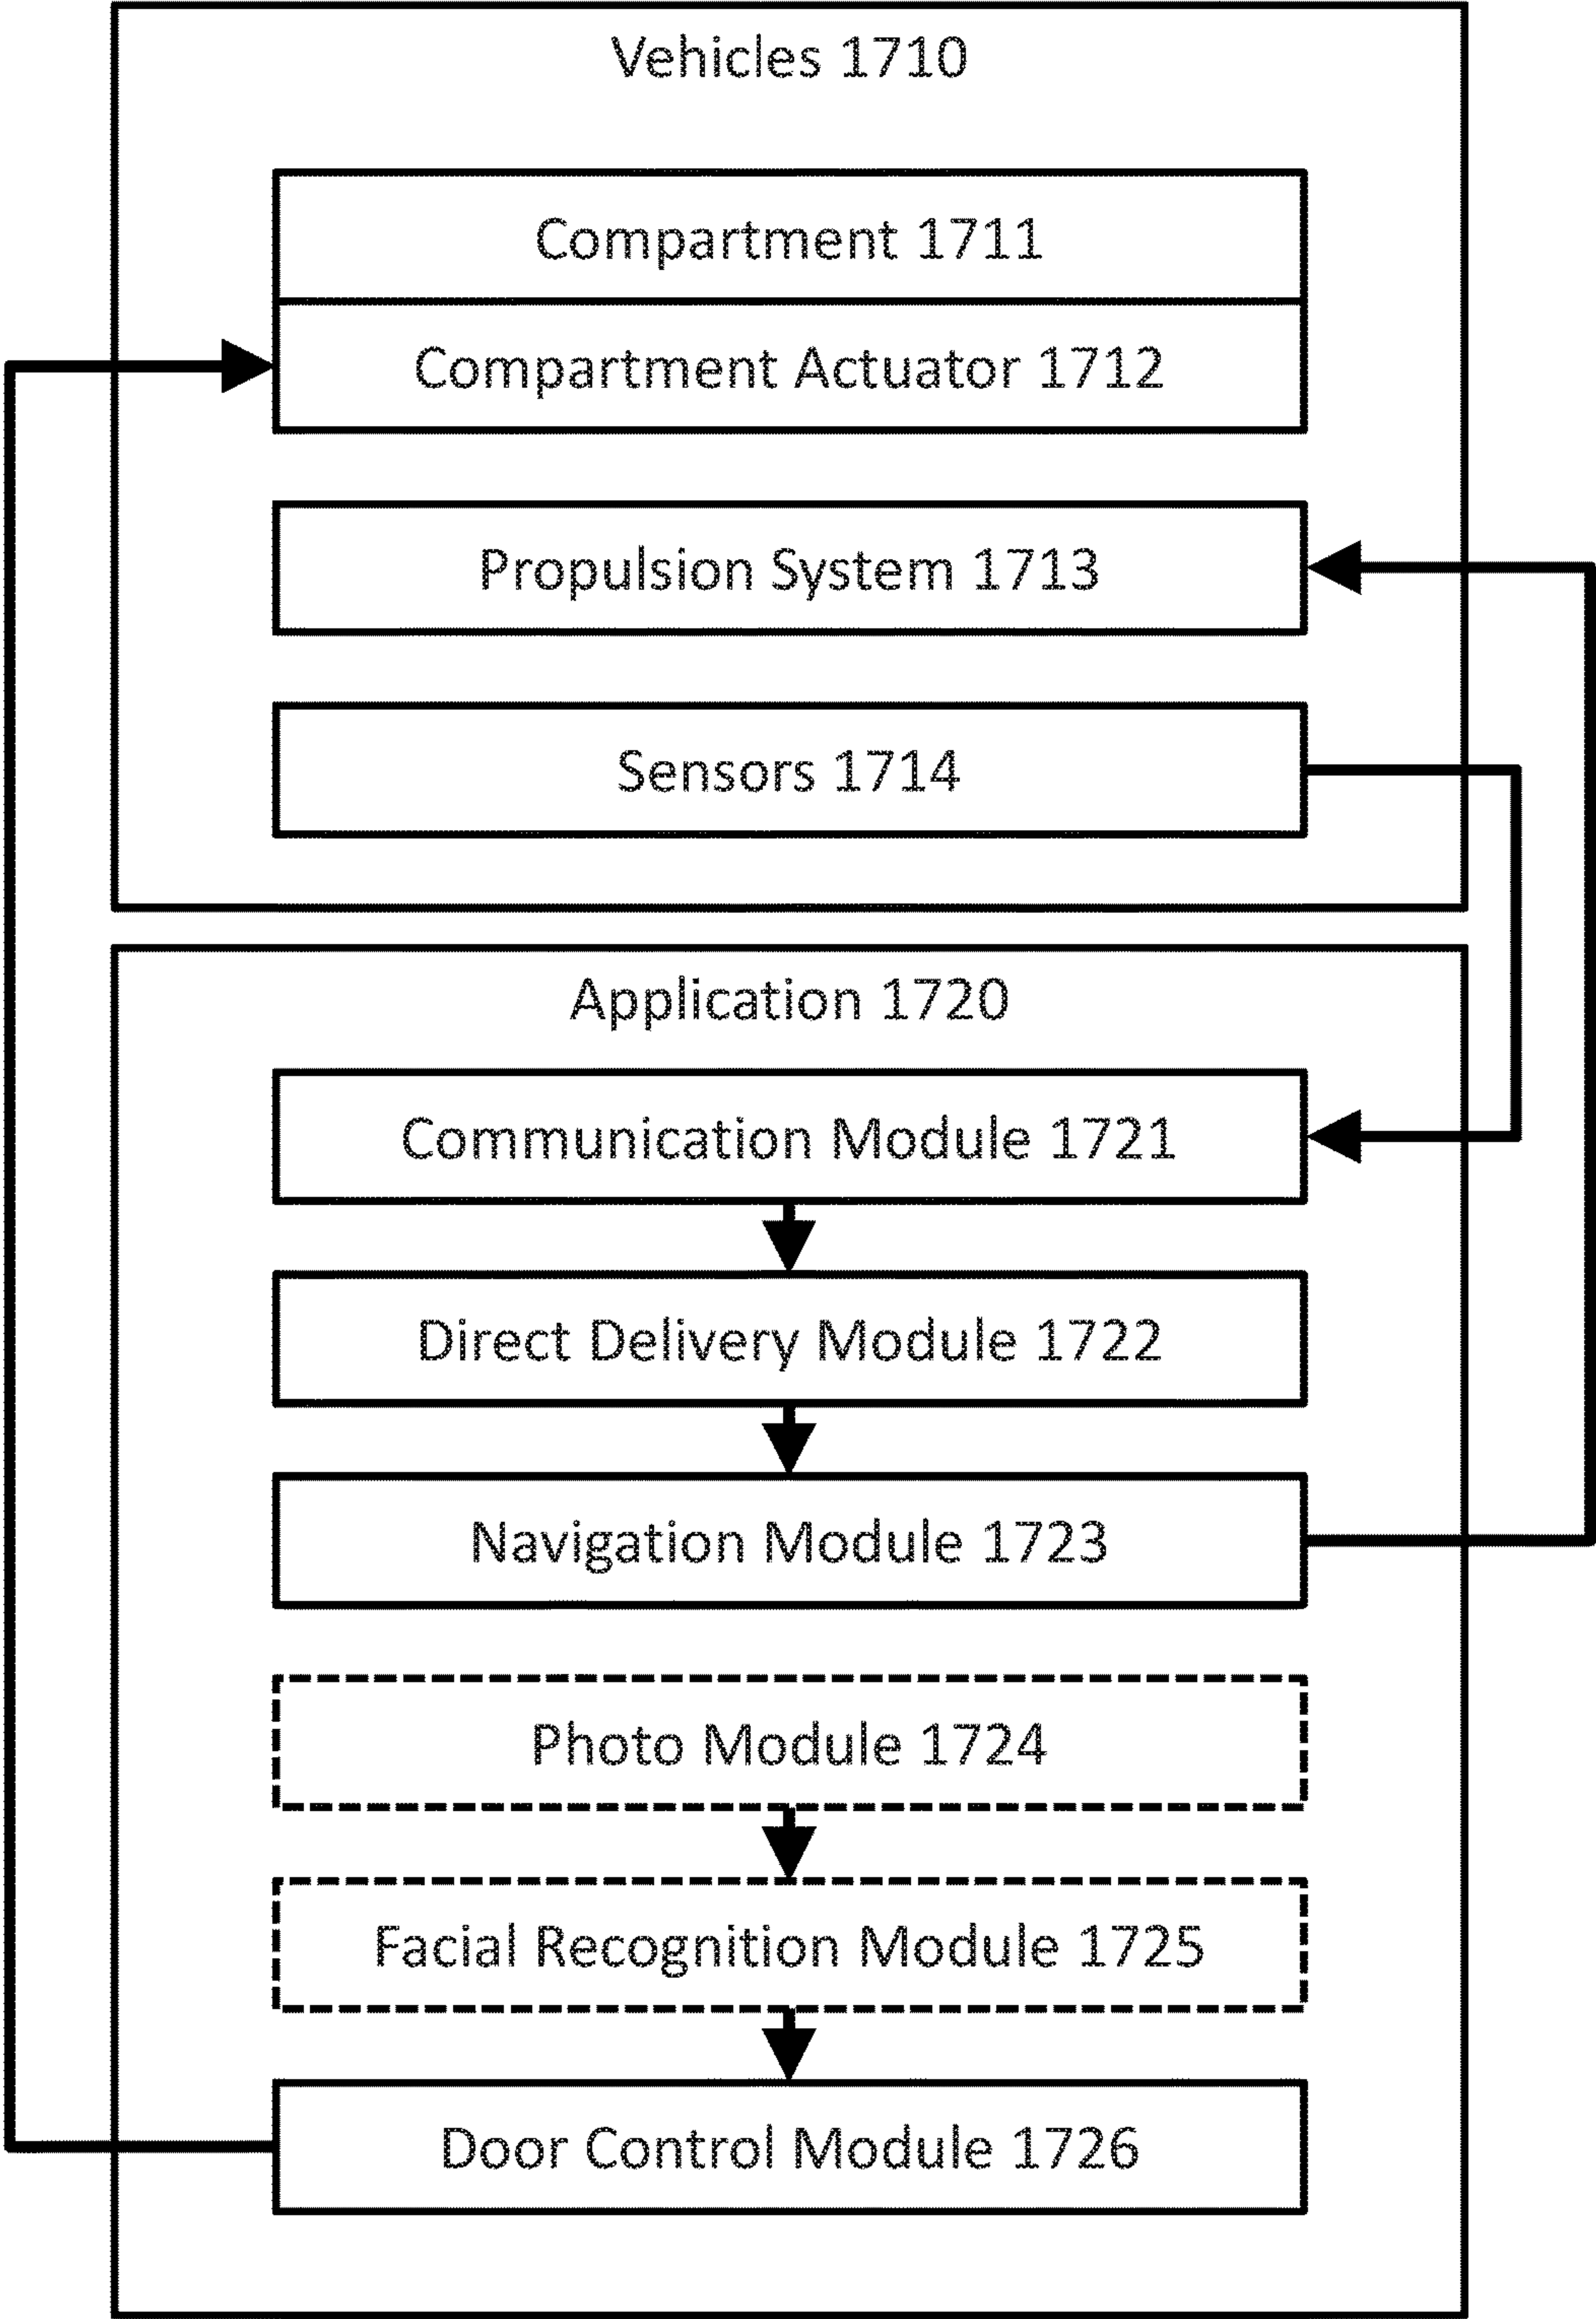 Vehicles 1710
Compartment 1711
Compartment Actuator 1712
Propulsion System 1713
Sensors 1714
Application 1720
Communication Module 1721
Direct Delivery Module 1722
Navigation Module 1723
Photo Module 1724
Facial Recognition Module 1725
Door Control Module 1726